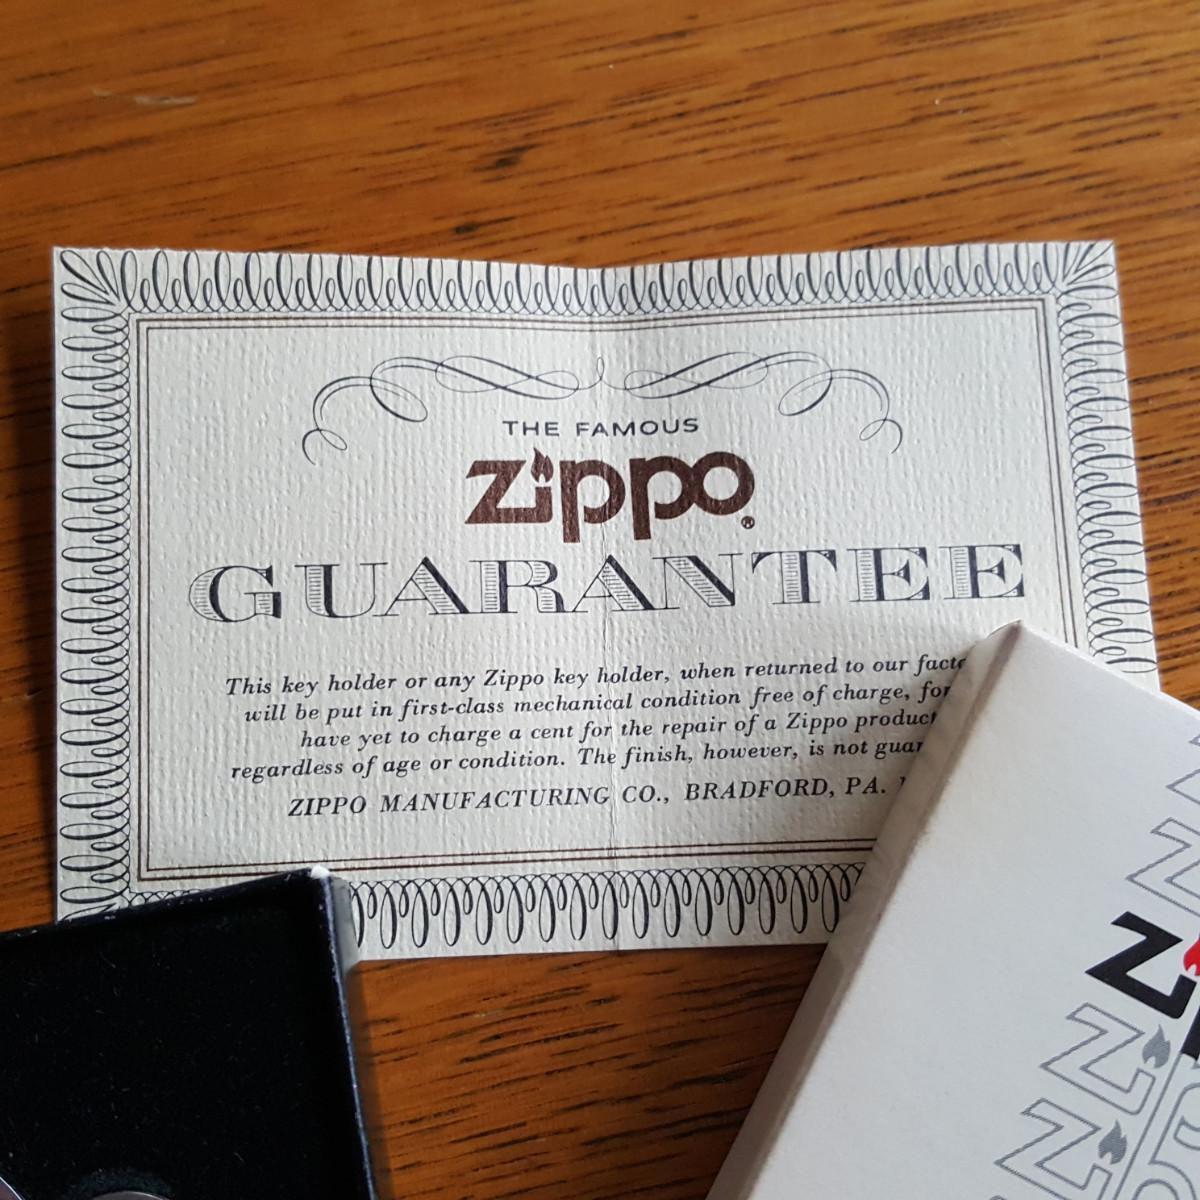 THE FAMOUS
Zippo®
GUARANTEE
This key holder or any Zippo key holder, when returned to our
will be put in first-class mechanical condition free of charge, for
have yet to charge a cent for the repair of a Zippo product
regardless of age or condition. The finish, however, is not
ZIPPO MANUFACTURING CO., BRADFORD, PA.